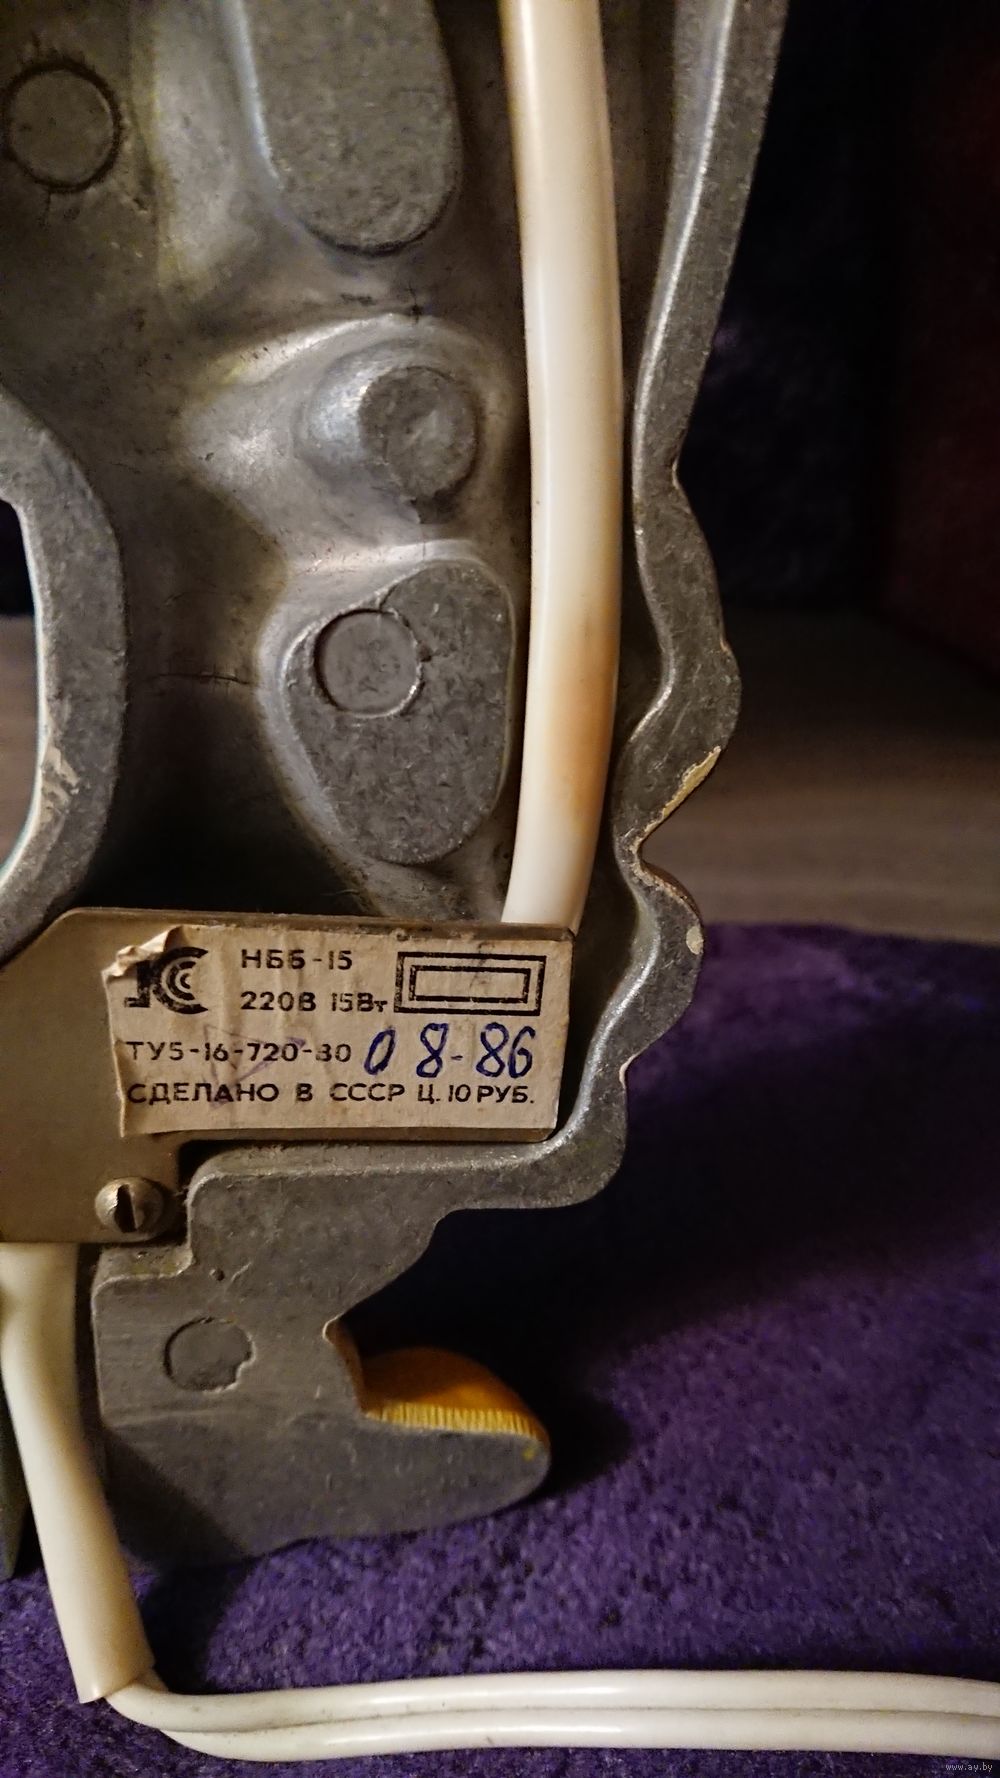 НББ-15
220В 15Вт
ТУ5-16-720-80 08-86
СДЕЛАНО В СССР Ц. 10 РУБ.
www.ay.by